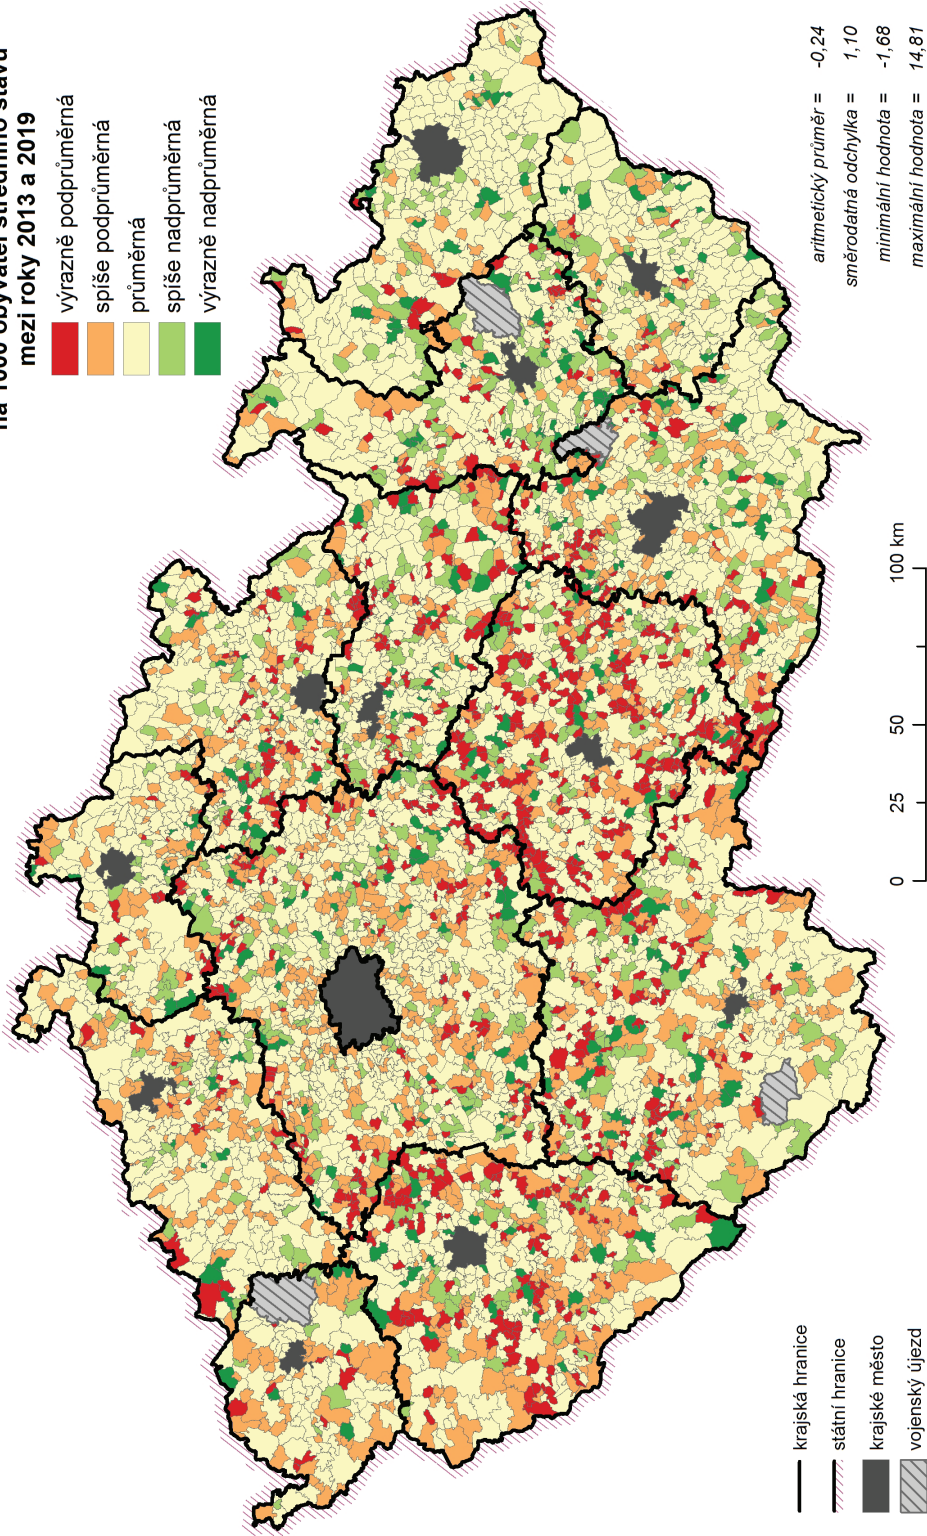 na 1000 obyvatel středního stavu
mezi roky 2013 a 2019
výrazně podprůměrná
spíše podprůměrná
průměrná
spíše nadprůměrná
výrazně nadprůměrná
krajská hranice
státní hranice
krajské město
vojenský újezd
0 25 50 100 km
aritmetický průměr = -0,24
směrodatná odchylka = 1,10
minimální hodnota = -1,68
maximální hodnota = 14,81